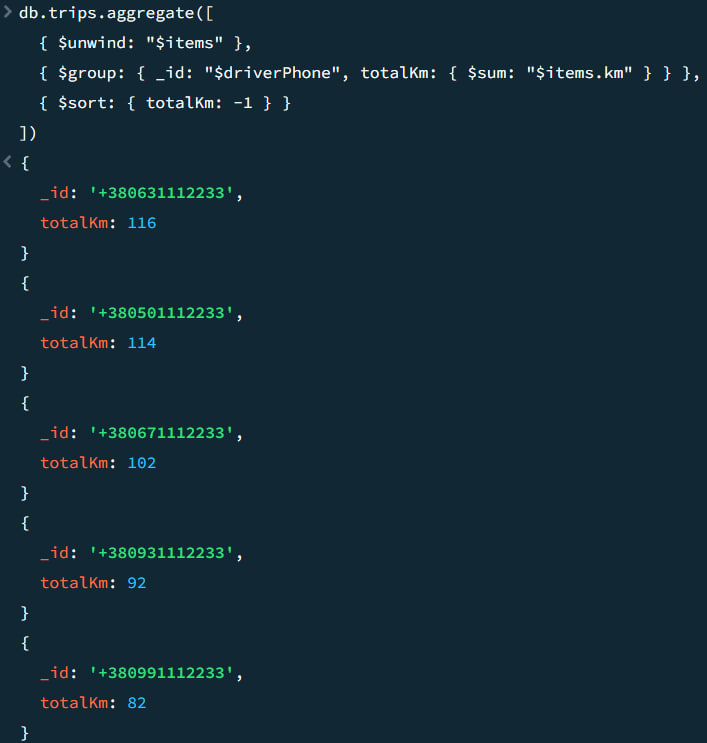 > db.trips.aggregate([
  { $unwind: "$items" },
  { $group: { _id: "$driverPhone", totalKm: { $sum: "$items.km" } } },
  { $sort: { totalKm: -1 } }
])
< {
  _id: '+380631112233',
  totalKm: 116
}
{
  _id: '+380501112233',
  totalKm: 114
}
{
  _id: '+380671112233',
  totalKm: 102
}
{
  _id: '+380931112233',
  totalKm: 92
}
{
  _id: '+380991112233',
  totalKm: 82
}